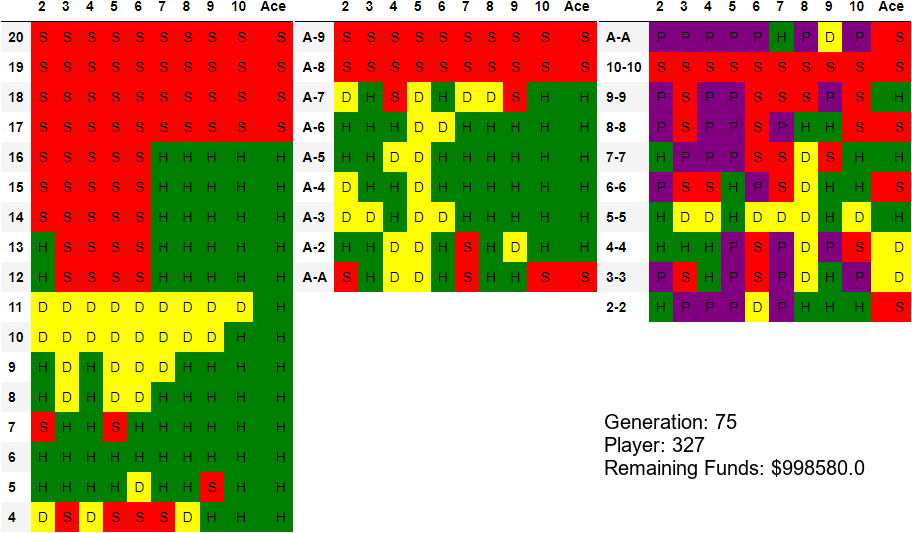 2 3 4 5 6 7 8 9 10 Ace
20 S S S S S S S S S S
19 S S S S S S S S S S
18 S S S S S S S S S S
17 S S S S S S S S S S
16 S S S S S H H H H H
15 S S S S S H H H H H
14 S S S S S H H H H H
13 H S S S S H H H H H
12 H S S S S H H H H H
11 D D D D D D D D D H
10 D D D D D D D D H H
9 H D H D D D H H H H
8 H D H D D H H H H H
7 S H H S H H H H H H
6 H H H H H H H H H H
5 H H H H D H H S H H
4 D S D S S S D H H H
2 3 4 5 6 7 8 9 10 Ace
A-9 S S S S S S S S S S
A-8 S S S S S S S S S S
A-7 D H S D H D D S H H
A-6 H H H D D H H H H H
A-5 H H D D H H H H H H
A-4 D H H D H H H H H H
A-3 D D H D D H H H H H
A-2 H H D D H S H D H H
A-A S H D D H S H H S S
2 3 4 5 6 7 8 9 10 Ace
A-A P P P P P H P D P S
10-10 S S S S S S S S S S
9-9 P S P P S S S P S H
8-8 P S P P S P H H S S
7-7 H P P P S S D S H H
6-6 P S S H P S D H H S
5-5 H D D H D D D H D H
4-4 H H H P S P D P S D
3-3 P S H P S P D H P D
2-2 H P P P D P H H H S
Generation: 75
Player: 327
Remaining Funds: $998580.0